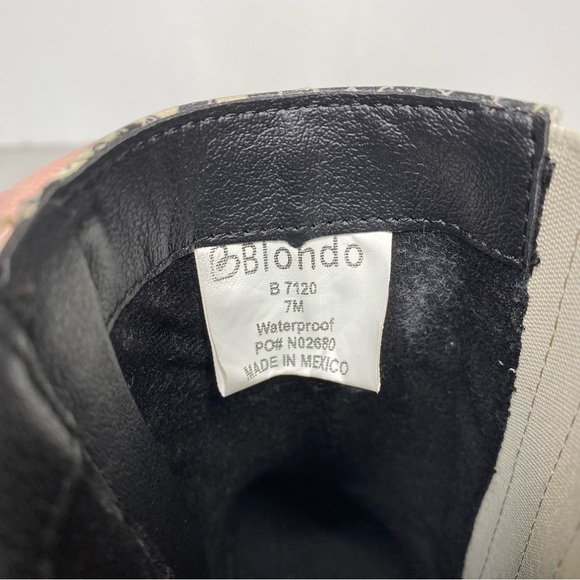 Blondo
B 7120
7M
Waterproof
PO# N02680
MADE IN MEXICO